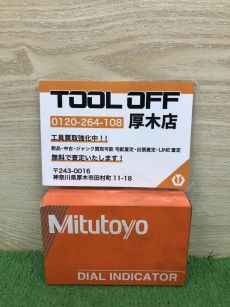 TOOL OFF
0120-264-108 厚木店
工具買取強化中！！
新品・中古・ジャンク買取可能 宅配査定・出張査定・LINE査定
無料で査定いたします！
〒243-0016
神奈川県厚木市田村町 11-18
Mitutoyo
DIAL INDICATOR